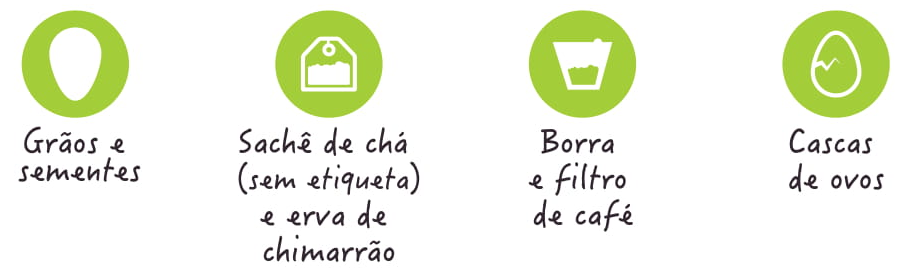 Grãos e
sementes
Sachê de chá
(sem etiqueta)
e erva de
chimarrão
Borra
e filtro
de café
Cascas
de ovos